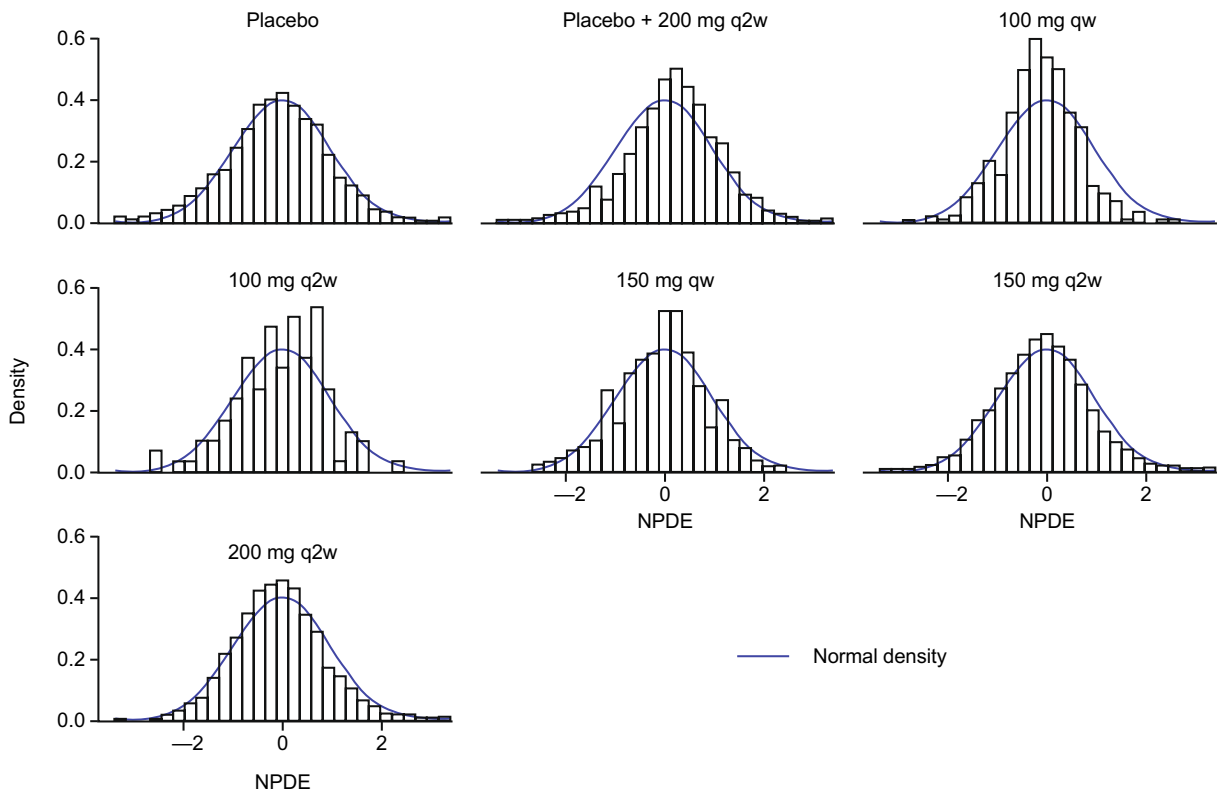 Placebo
Placebo + 200 mg q2w
100 mg qw
0.6
0.4
0.2
0.0
100 mg q2w
150 mg qw
150 mg q2w
0.6
0.4
0.2
0.0
Density
—2 0 2
NPDE
—2 0 2
NPDE
200 mg q2w
0.6
0.4
0.2
0.0
—2 0 2
NPDE
Normal density